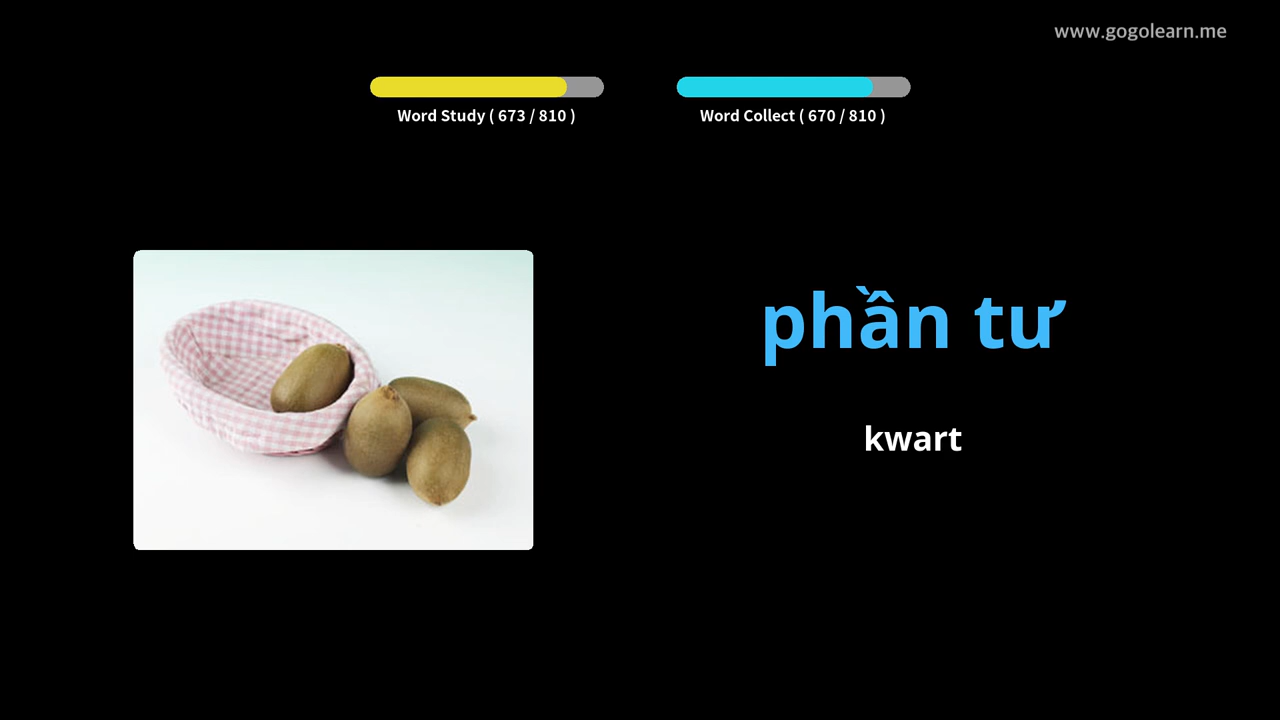 www.gogolearn.me
Word Study ( 673 / 810 )
Word Collect ( 670 / 810 )
phần tư
kwart